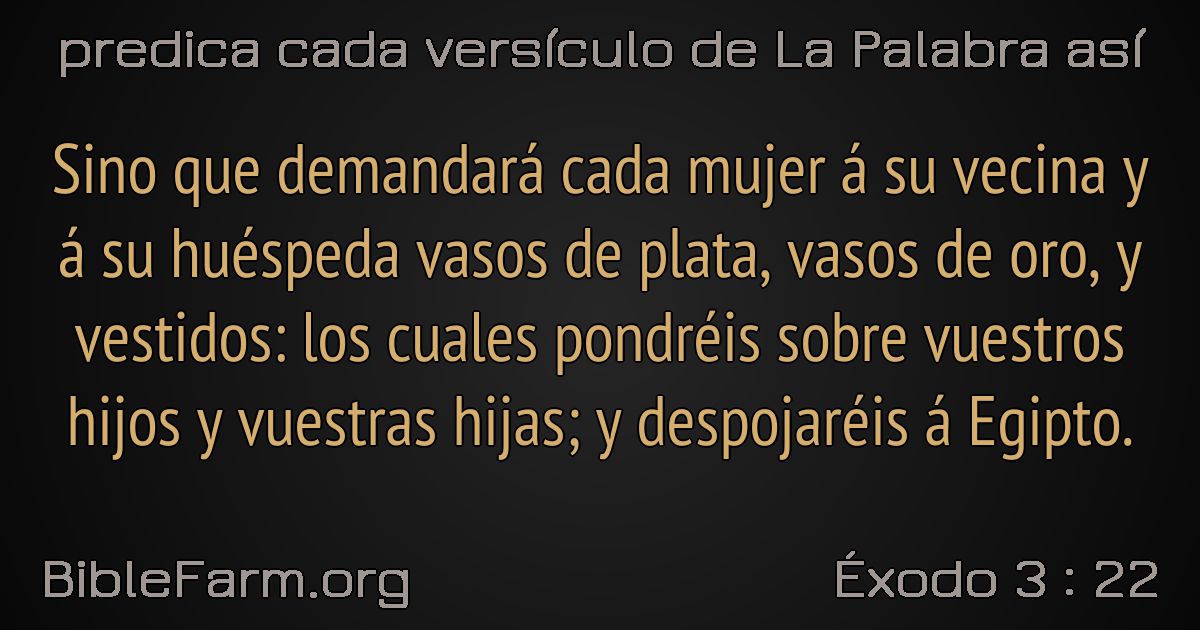 predica cada versículo de La Palabra así
Sino que demandará cada mujer á su vecina y
á su huéspeda vasos de plata, vasos de oro, y
vestidos: los cuales pondréis sobre vuestros
hijos y vuestras hijas; y despojaréis á Egipto.
BibleFarm.org
Éxodo 3 : 22